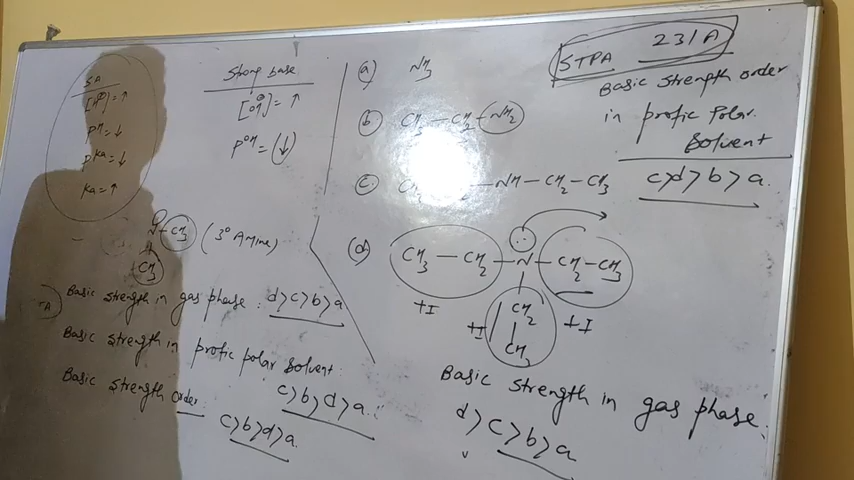 SA
[H⊕] = ↑
pH = ↓
pKa = ↓
Ka = ↑
Strong base
[OH⊖] = ↑
pOH = (↓)
N – CH3 (3° Amine)
CH3
Basic strength in gas phase : d>c>b>a
Basic strength in protic polar solvent:
c>b>d>a
Basic strength order
c>b>d>a
a) NH3
b) CH3 – CH2 – NH2
c) CH2 – NH – CH2 – CH3
d) CH3 – CH2 – N – CH2 – CH3
+I
+I
CH2
+I
CH3
Basic strength in gas phase.
d>c>b>a
STPA 231A
Basic strength order
in protic polar
solvent
c>d>b>a